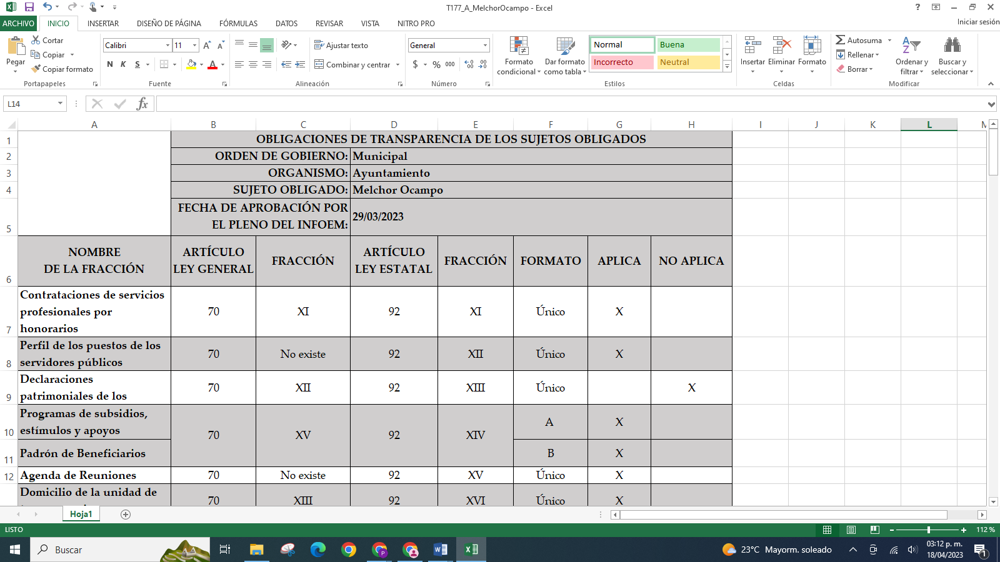 T177_A_MelchorOcampo - Excel
?
ARCHIVO INICIO INSERTAR DISEÑO DE PÁGINA FÓRMULAS DATOS REVISAR VISTA NITRO PRO Iniciar sesión
Pegar
Cortar
Copiar
Copiar formato
Portapapeles
Calibri 11
N K S
Fuente
Ajustar texto
Combinar y centrar
Alineación
General
$ % 000
Número
Formato condicional
Dar formato como tabla
Normal Buena
Incorrecto Neutral
Estilos
Insertar Eliminar Formato
Celdas
Autosuma
Rellenar
Borrar
Ordenar y filtrar
Buscar y seleccionar
Modificar
L14
fx
A B C D E F G H I J K L
1 OBLIGACIONES DE TRANSPARENCIA DE LOS SUJETOS OBLIGADOS
2 ORDEN DE GOBIERNO: Municipal
3 ORGANISMO: Ayuntamiento
4 SUJETO OBLIGADO: Melchor Ocampo
5 FECHA DE APROBACIÓN POR EL PLENO DEL INFOEM: 29/03/2023
6 NOMBRE DE LA FRACCIÓN ARTÍCULO LEY GENERAL FRACCIÓN ARTÍCULO LEY ESTATAL FRACCIÓN FORMATO APLICA NO APLICA
7 Contrataciones de servicios profesionales por honorarios 70 XI 92 XI Único X
8 Perfil de los puestos de los servidores públicos 70 No existe 92 XII Único X
9 Declaraciones patrimoniales de los 70 XII 92 XIII Único X
10 Programas de subsidios, estímulos y apoyos 70 XV 92 XIV A X
11 Padrón de Beneficiarios B X
12 Agenda de Reuniones 70 No existe 92 XV Único X
Domicilio de la unidad de 70 XIII 92 XVI Único X
Hoja1
LISTO 112 %
Buscar
23°C Mayorm. soleado
03:12 p. m.
18/04/2023
1